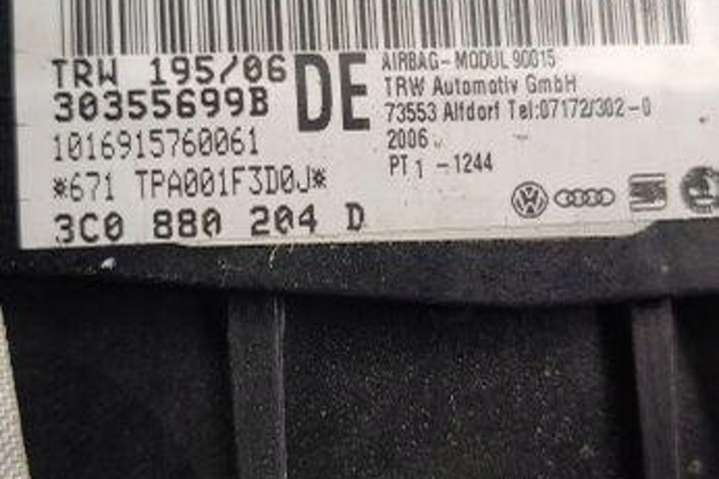 TRW 195/06
30355699B
1016915760061
*671 TPA001F3D0J*
3C0 880 204 D
DE
AIRBAG-MODUL 90015
TRW Automotiv GmbH
73553 Alfdorf Tel:07172/302-0
2006
PT 1 -1244